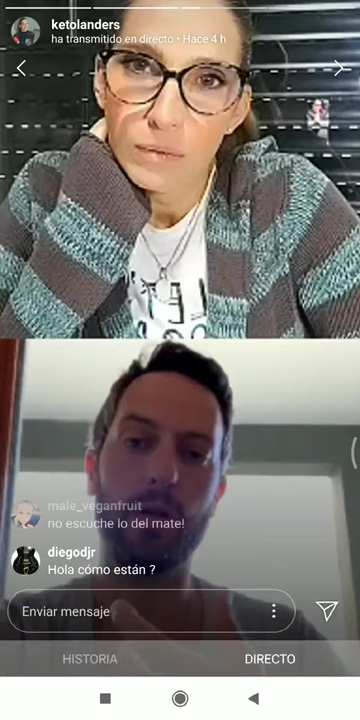 ketolanders
ha transmitido en directo • Hace 4 h
male_veganfruit
no escuche lo del mate!
diegodjr
Hola cómo están ?
Enviar mensaje
HISTORIA
DIRECTO